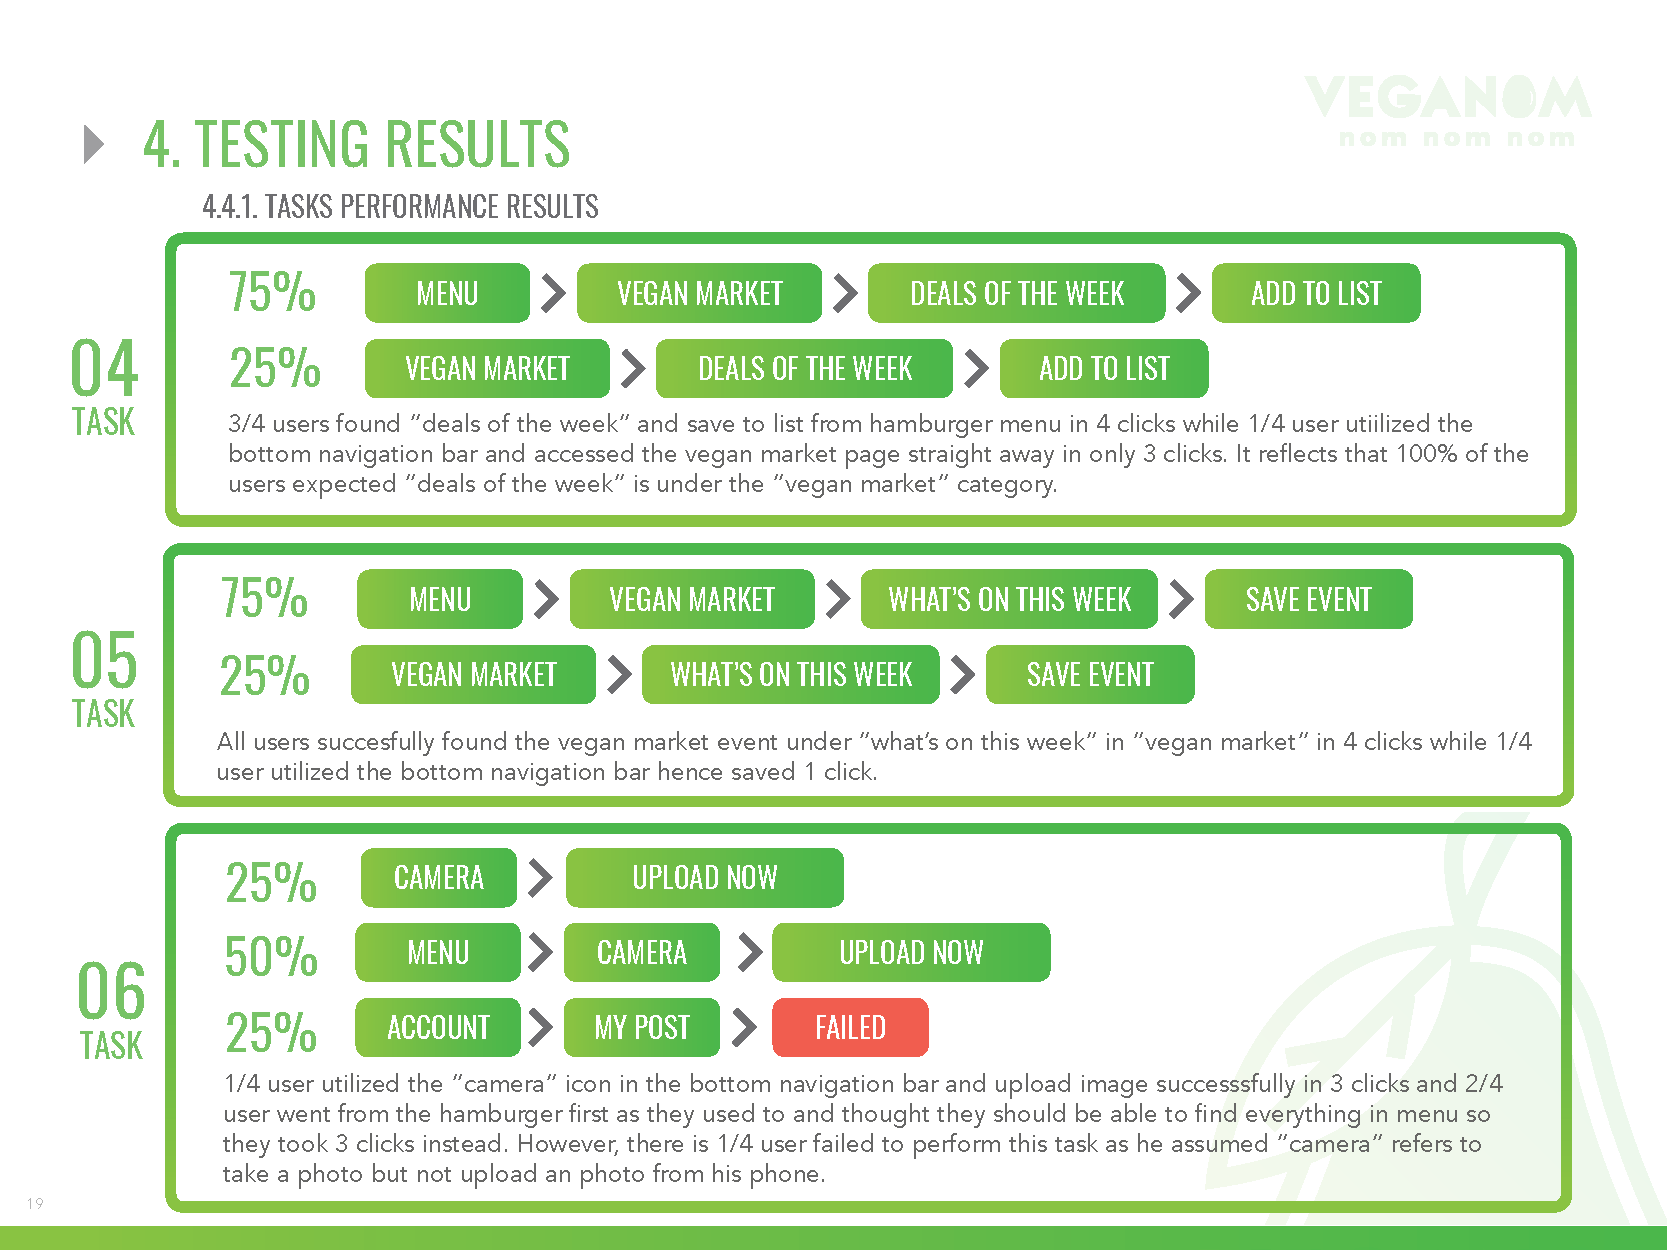 VEGANOM
nom nom nom
4. TESTING RESULTS
4.4.1. TASKS PERFORMANCE RESULTS
04
TASK
75% MENU VEGAN MARKET DEALS OF THE WEEK ADD TO LIST
25% VEGAN MARKET DEALS OF THE WEEK ADD TO LIST
3/4 users found "deals of the week" and save to list from hamburger menu in 4 clicks while 1/4 user utiilized the
bottom navigation bar and accessed the vegan market page straight away in only 3 clicks. It reflects that 100% of the
users expected "deals of the week" is under the "vegan market" category.
05
TASK
75% MENU VEGAN MARKET WHAT'S ON THIS WEEK SAVE EVENT
25% VEGAN MARKET WHAT'S ON THIS WEEK SAVE EVENT
All users succesfully found the vegan market event under "what's on this week" in "vegan market" in 4 clicks while 1/4
user utilized the bottom navigation bar hence saved 1 click.
06
TASK
25% CAMERA UPLOAD NOW
50% MENU CAMERA UPLOAD NOW
25% ACCOUNT MY POST FAILED
1/4 user utilized the "camera" icon in the bottom navigation bar and upload image successsfully in 3 clicks and 2/4
user went from the hamburger first as they used to and thought they should be able to find everything in menu so
they took 3 clicks instead. However, there is 1/4 user failed to perform this task as he assumed "camera" refers to
take a photo but not upload an photo from his phone.
19